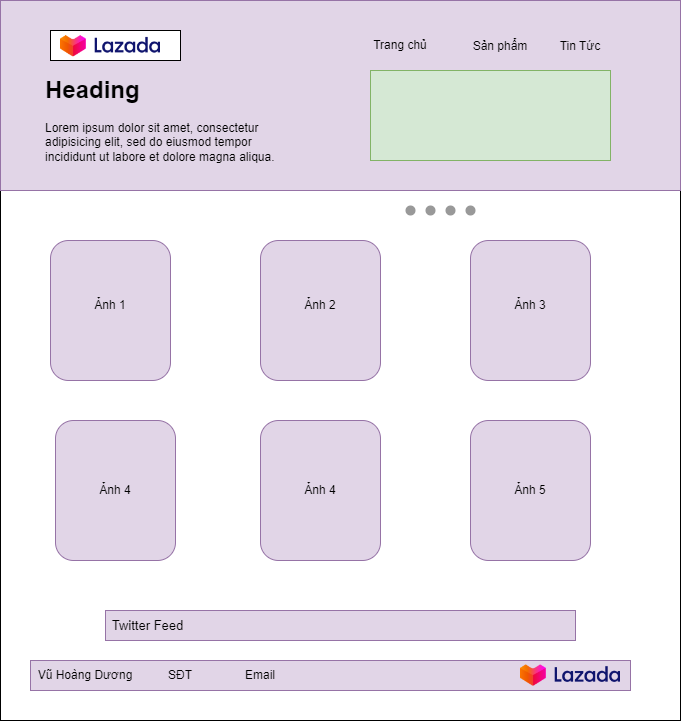 Lazada
Trang chủ
Sản phẩm
Tin Tức
Heading
Lorem ipsum dolor sit amet, consectetur
adipisicing elit, sed do eiusmod tempor
incididunt ut labore et dolore magna aliqua.
Ảnh 1
Ảnh 2
Ảnh 3
Ảnh 4
Ảnh 4
Ảnh 5
Twitter Feed
Vũ Hoàng Dương
SĐT
Email
Lazada